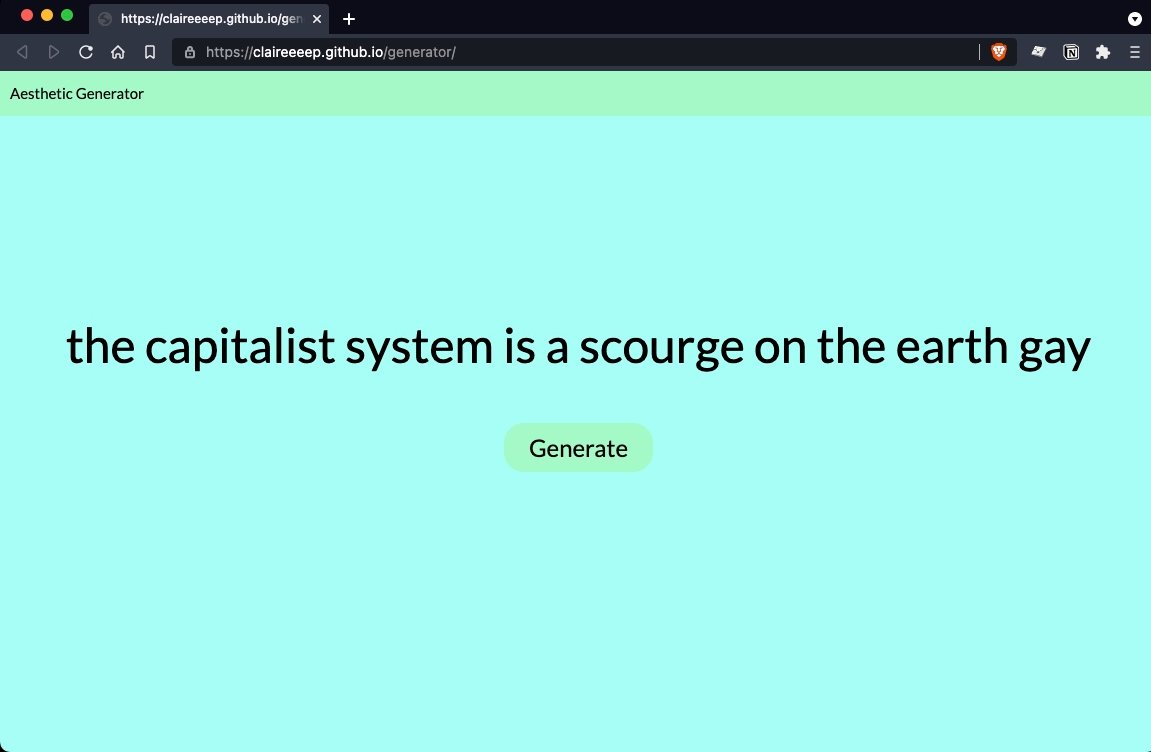 https://claireeeep.github.io/gen
https://claireeeep.github.io/generator/
Aesthetic Generator
the capitalist system is a scourge on the earth gay
Generate